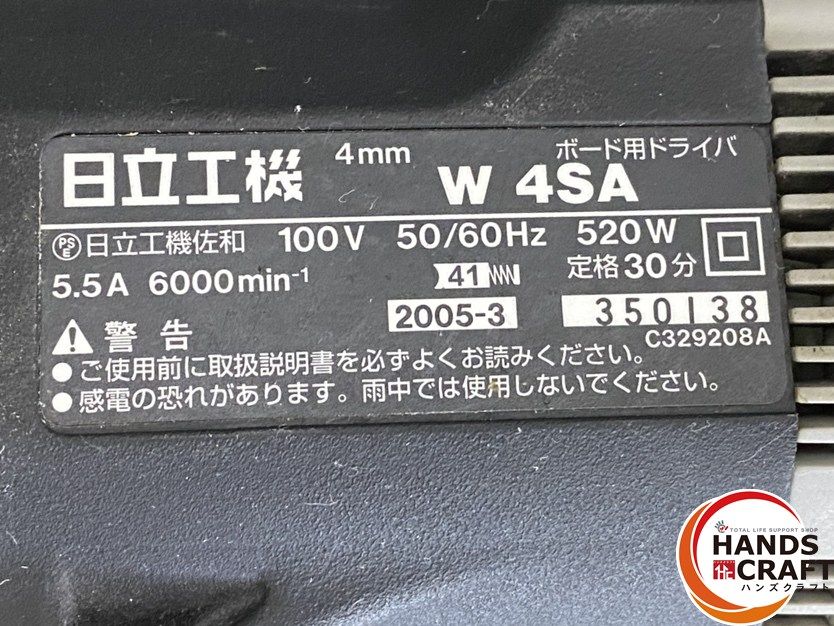 日立工機 4mm ボード用ドライバ
W 4SA
PSE 日立工機佐和 100V 50/60Hz 520W
5.5A 6000min⁻¹ 41 定格30分
2005-3 350138
C329208A
警告
●ご使用前に取扱説明書を必ずよくお読みください。
●感電の恐れがあります。雨中では使用しないでください。
TOTAL LIFE SUPPORT SHOP
HANDS
CRAFT
ハンズクラフト